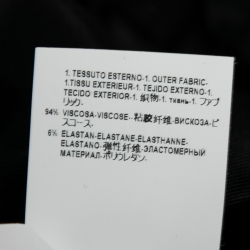 1. TESSUTO ESTERNO-1. OUTER FABRIC-
1.TISSU EXTERIEUR-1. TEJIDO EXTERNO-1.
TECIDO EXTERIOR-1. 织物-1. ткань-1. ファブ
リック-
94% VISCOSA-VISCOSE-粘胶纤维-ВИСКОЗА-ビ
スコース-
6% ELASTAN-ELASTANE-ELASTHANNE-
ELASTANO-弹性纤维-ЭЛАСТОМЕРНЫЙ
МАТЕРИАЛ-ポリウレタン-